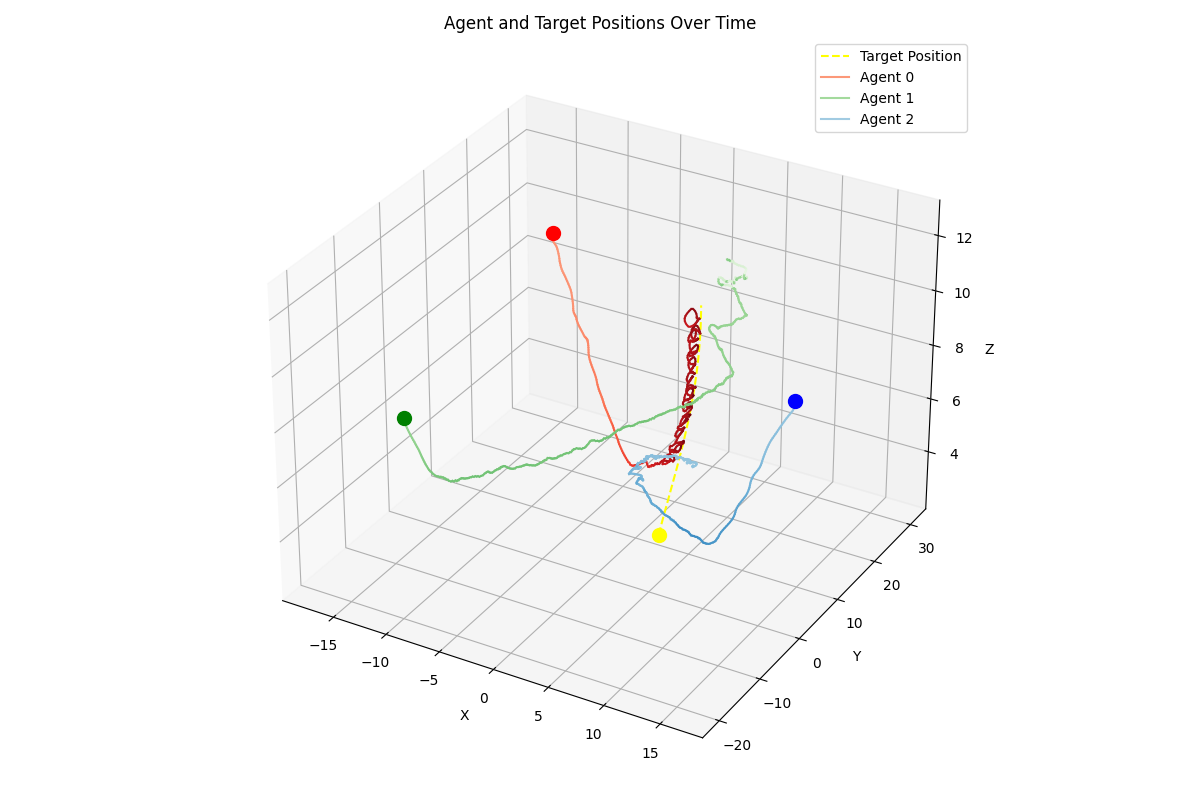 Agent and Target Positions Over Time
Target Position
Agent 0
Agent 1
Agent 2
12
10
8
6
4
Z
30
20
10
0
−10
−20
Y
−15
−10
−5
0
5
10
15
X